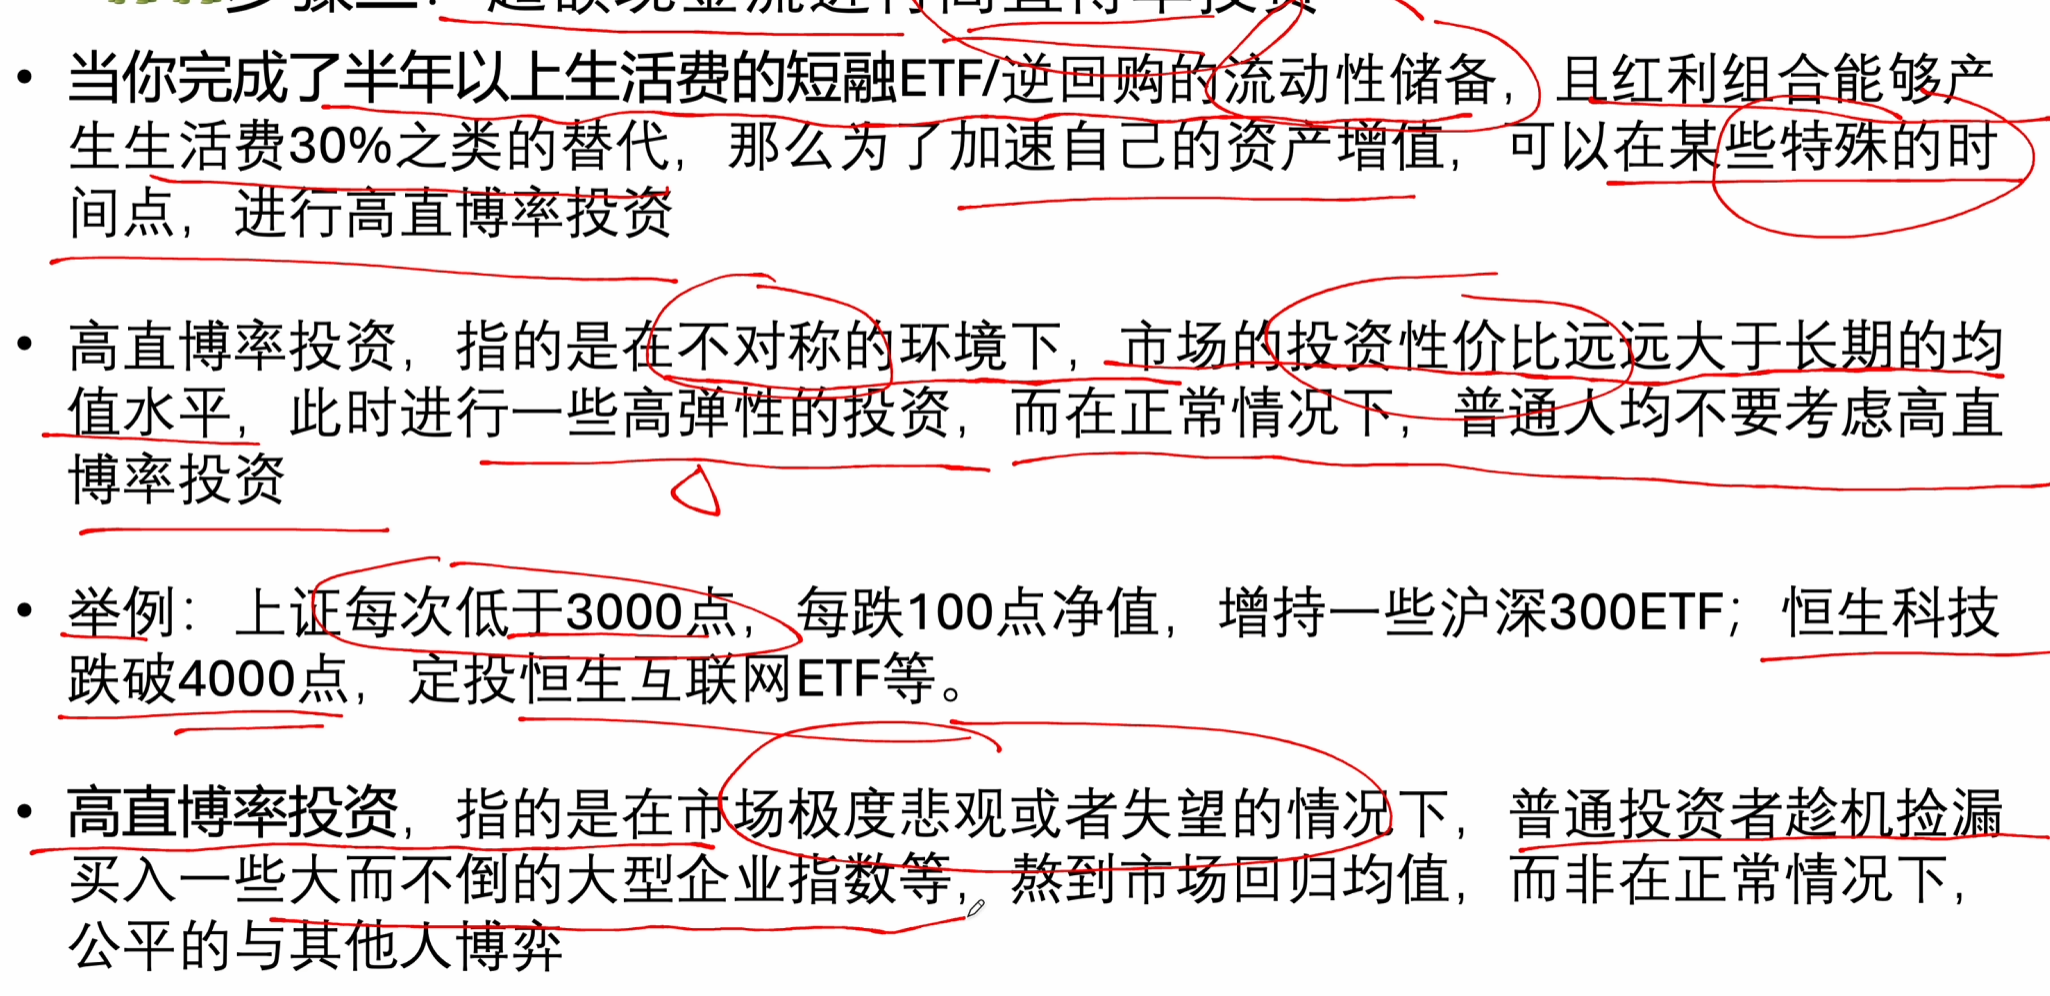 当你完成了半年以上生活费的短融ETF/逆回购的流动性储备，且红利组合能够产
生生活费30%之类的替代，那么为了加速自己的资产增值，可以在某些特殊的时
间点，进行高直博率投资
高直博率投资，指的是在不对称的环境下，市场的投资性价比远远大于长期的均
值水平，此时进行一些高弹性的投资，而在正常情况下，普通人均不要考虑高直
博率投资
举例：上证每次低于3000点，每跌100点净值，增持一些沪深300ETF；恒生科技
跌破4000点，定投恒生互联网ETF等。
高直博率投资，指的是在市场极度悲观或者失望的情况下，普通投资者趁机捡漏
买入一些大而不倒的大型企业指数等，熬到市场回归均值，而非在正常情况下，
公平的与其他人博弈